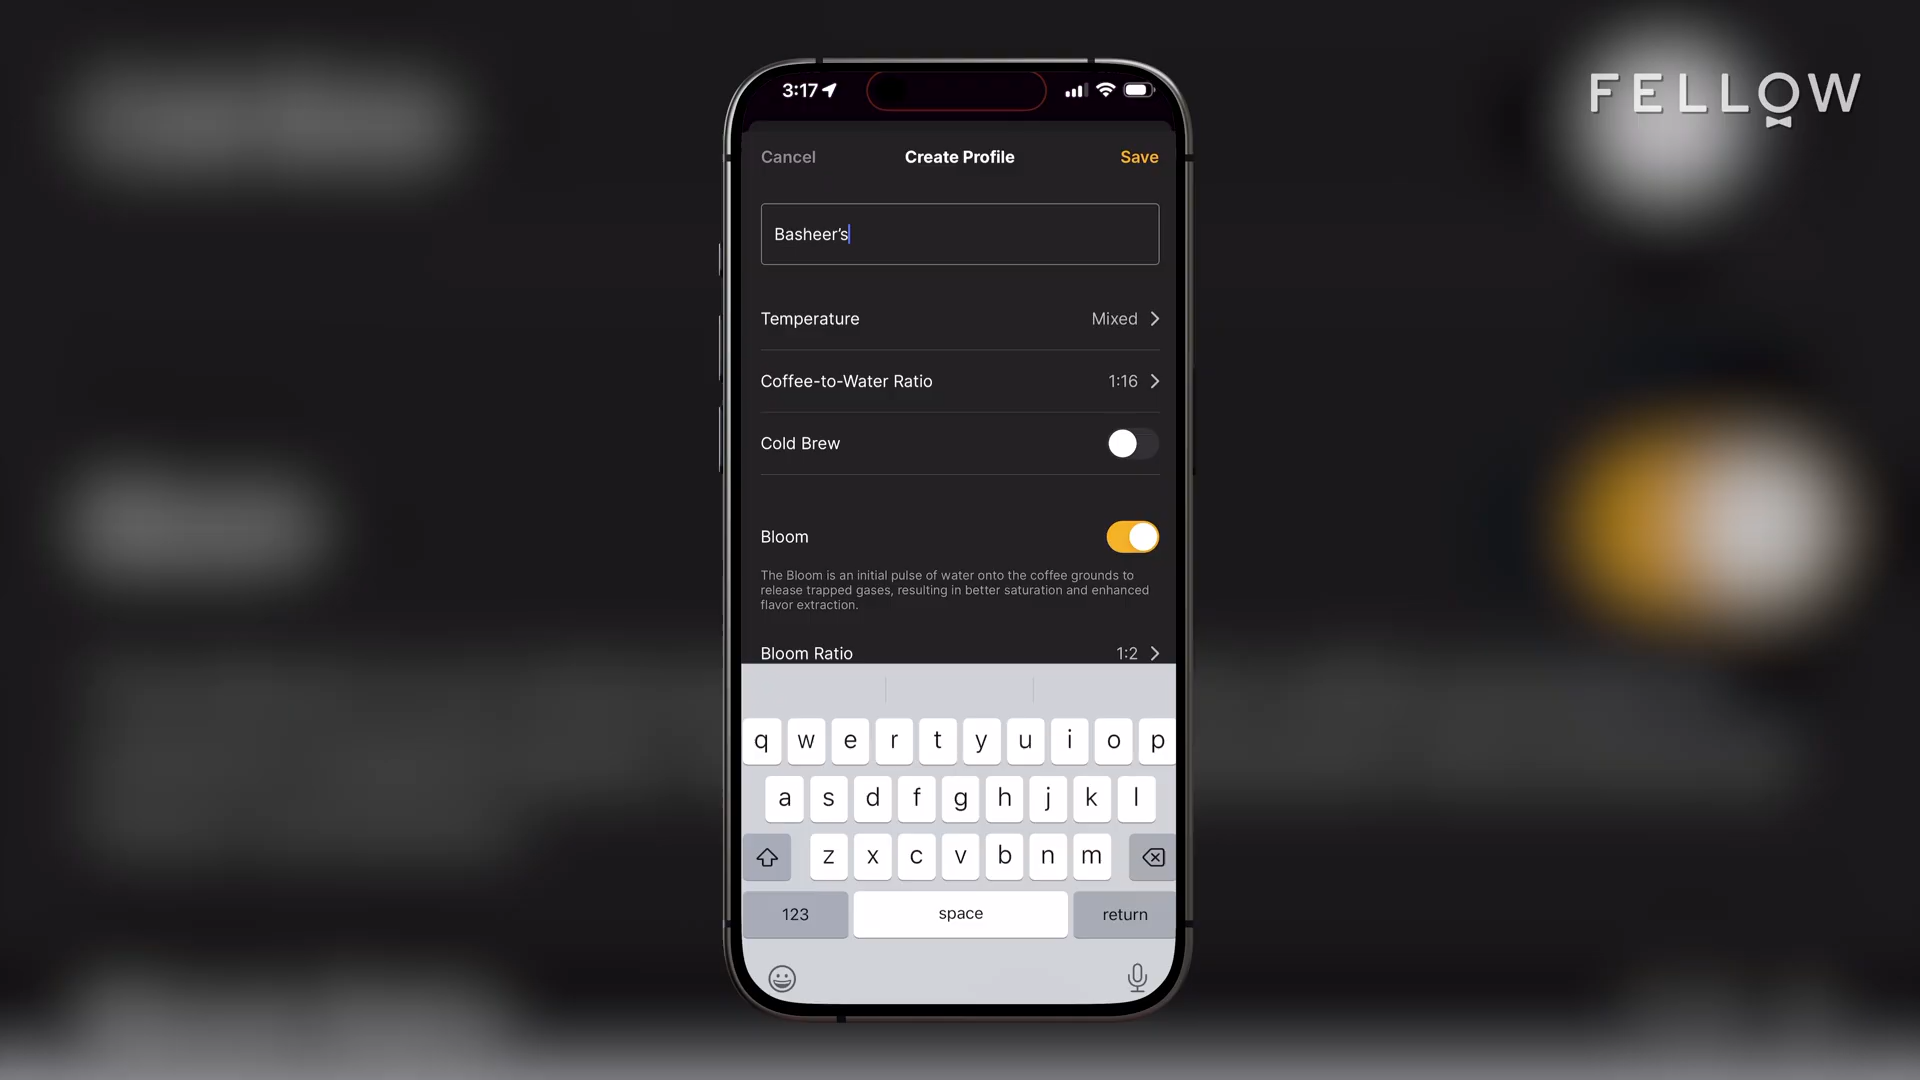 3:17
FELLOW
Cancel Create Profile Save
Basheer's
Temperature Mixed
Coffee-to-Water Ratio 1:16
Cold Brew
Bloom
The Bloom is an initial pulse of water onto the coffee grounds to
release trapped gases, resulting in better saturation and enhanced
flavor extraction.
Bloom Ratio 1:2
q w e r t y u i o p
a s d f g h j k l
z x c v b n m
123 space return